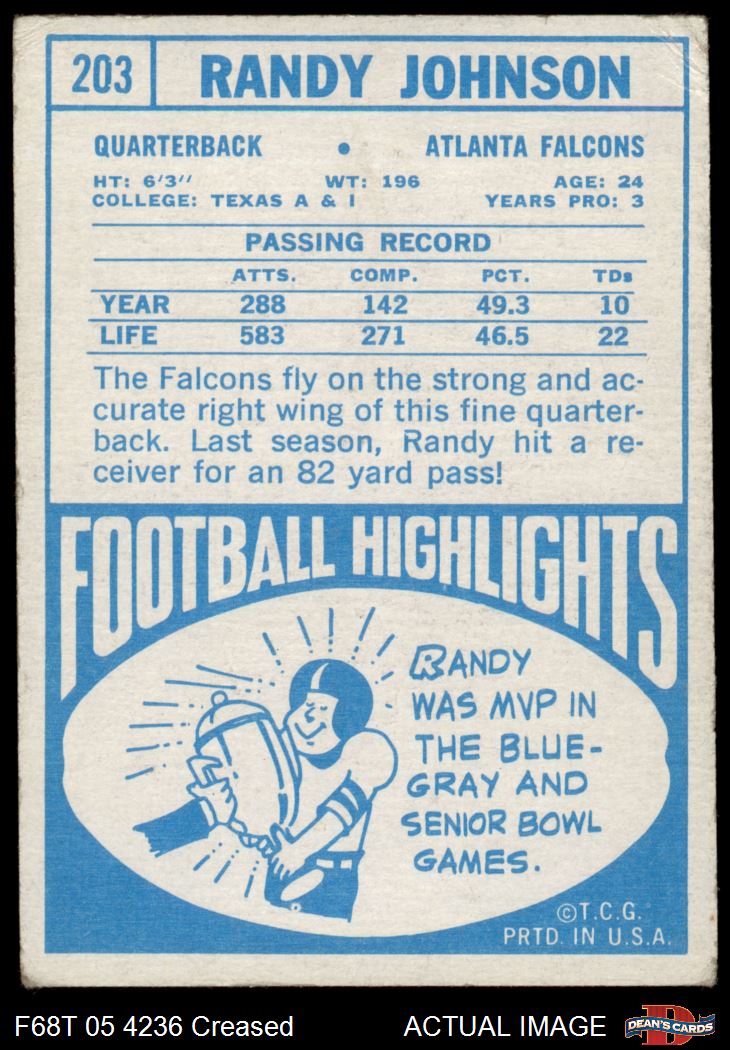 203 RANDY JOHNSON
QUARTERBACK • ATLANTA FALCONS
HT: 6'3" WT: 196 AGE: 24
COLLEGE: TEXAS A & I YEARS PRO: 3
PASSING RECORD
ATTS. COMP. PCT. TDs
YEAR 288 142 49.3 10
LIFE 583 271 46.5 22
The Falcons fly on the strong and ac-
curate right wing of this fine quarter-
back. Last season, Randy hit a re-
ceiver for an 82 yard pass!
FOOTBALL HIGHLIGHTS
RANDY
WAS MVP IN
THE BLUE-
GRAY AND
SENIOR BOWL
GAMES.
©T.C.G.
PRTD. IN U.S.A.
F68T 05 4236 Creased ACTUAL IMAGE D DEAN'S CARDS